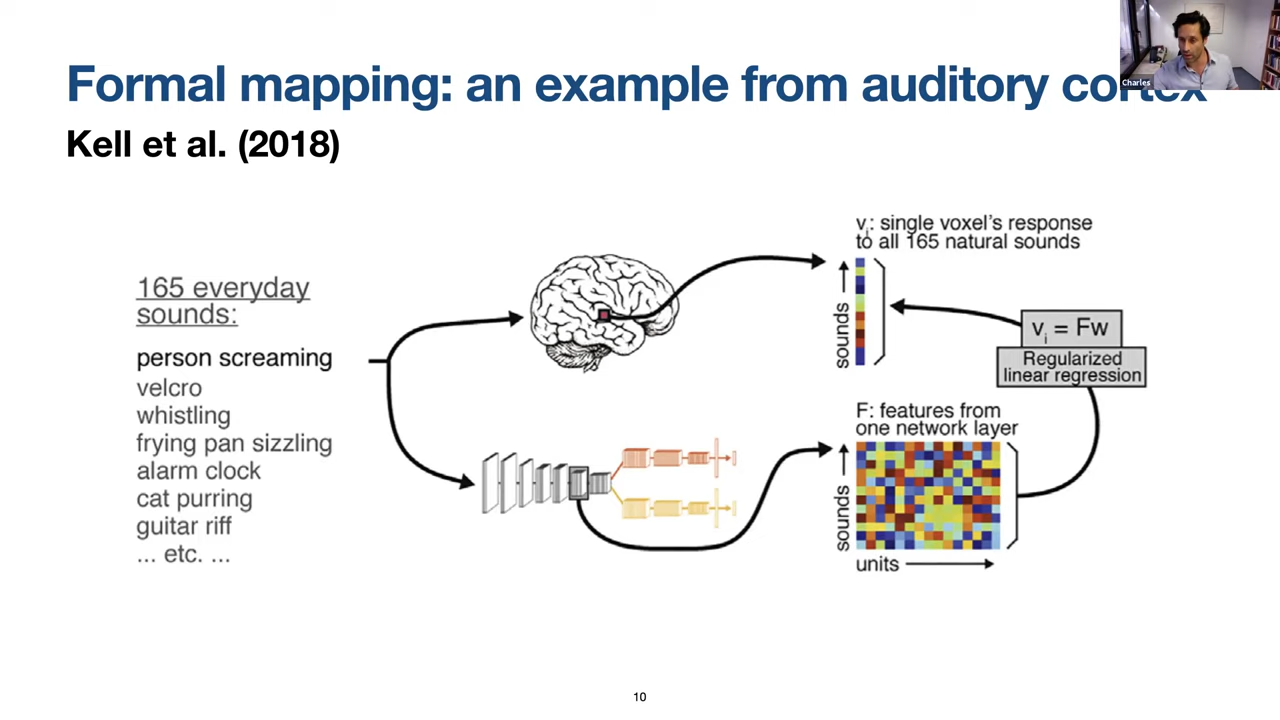 Formal mapping: an example from auditory cortex
Charles
Kell et al. (2018)
165 everyday
sounds:
person screaming
velcro
whistling
frying pan sizzling
alarm clock
cat purring
guitar riff
... etc. ...
vi: single voxel's response
to all 165 natural sounds
sounds
vi = Fw
Regularized
linear regression
F: features from
one network layer
sounds
units
10